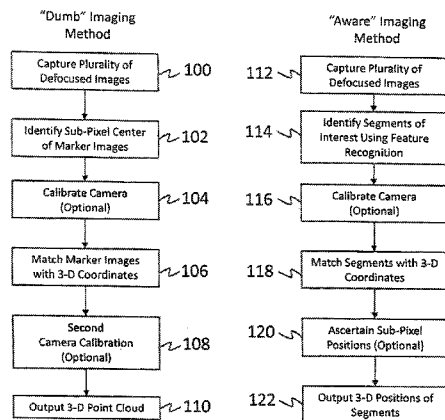 "Dumb" Imaging
Method
Capture Plurality of
Defocused Images
100
Identify Sub-Pixel Center
of Marker Images
102
Calibrate Camera
(Optional)
104
Match Marker Images
with 3-D Coordinates
106
Second
Camera Calibration
(Optional)
108
Output 3-D Point Cloud
110
"Aware" Imaging
Method
112
Capture Plurality of
Defocused Images
114
Identify Segments of
Interest Using Feature
Recognition
116
Calibrate Camera
(Optional)
118
Match Segments with 3-D
Coordinates
120
Ascertain Sub-Pixel
Positions (Optional)
122
Output 3-D Positions of
Segments